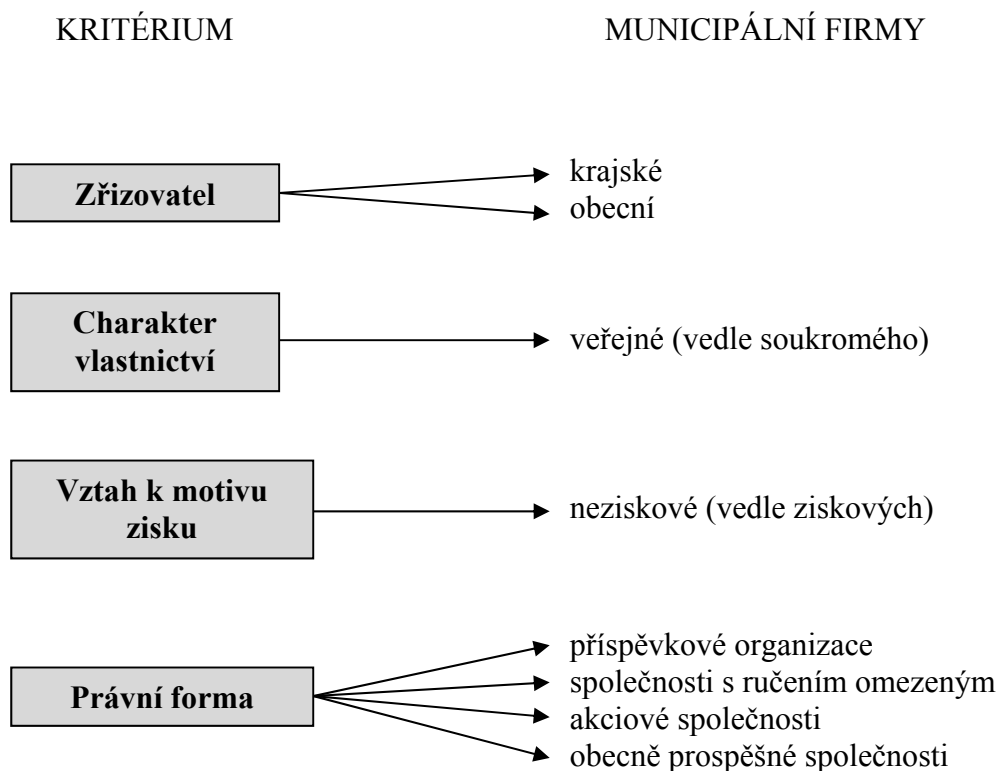 KRITÉRIUM MUNICIPÁLNÍ FIRMY
Zřizovatel
krajské
obecní
Charakter
vlastnictví
veřejné (vedle soukromého)
Vztah k motivu
zisku
neziskové (vedle ziskových)
Právní forma
příspěvkové organizace
společnosti s ručením omezeným
akciové společnosti
obecně prospěšné společnosti